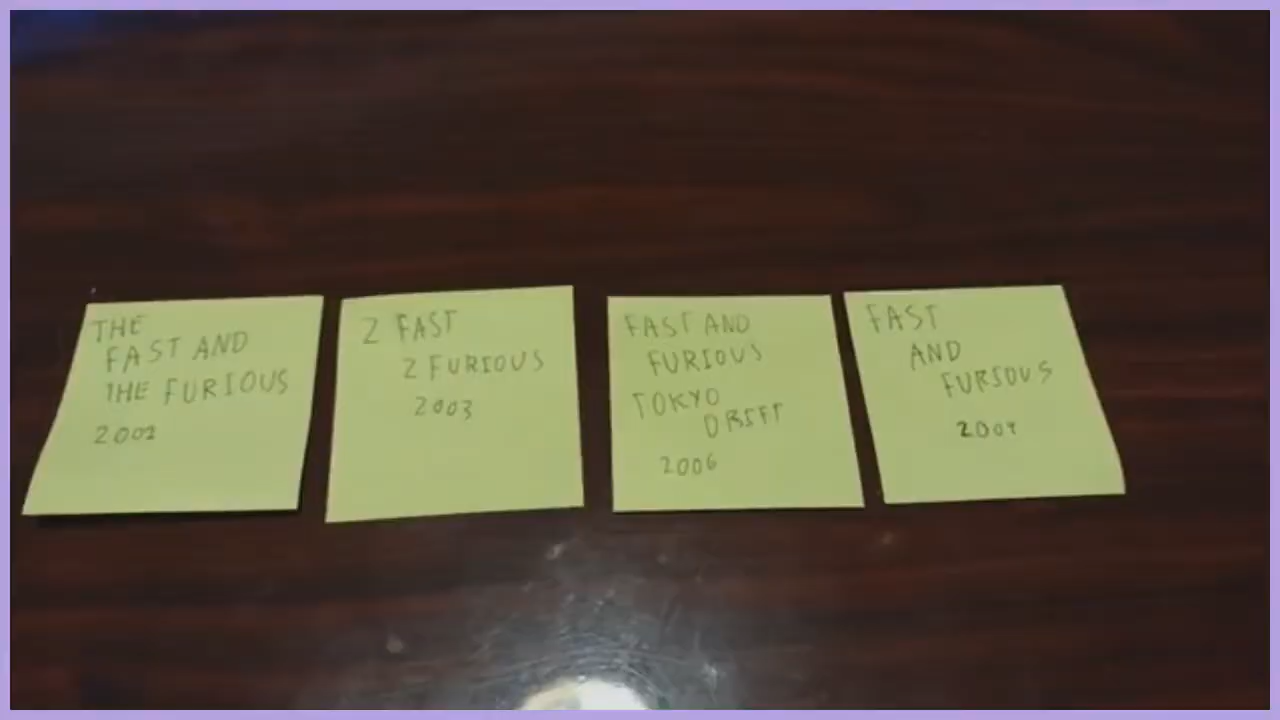 THE
FAST AND
THE FURIOUS
2001
2 FAST
2 FURIOUS
2003
FAST AND
FURIOUS
TOKYO
DRIFT
2006
FAST
AND
FURIOUS
2009